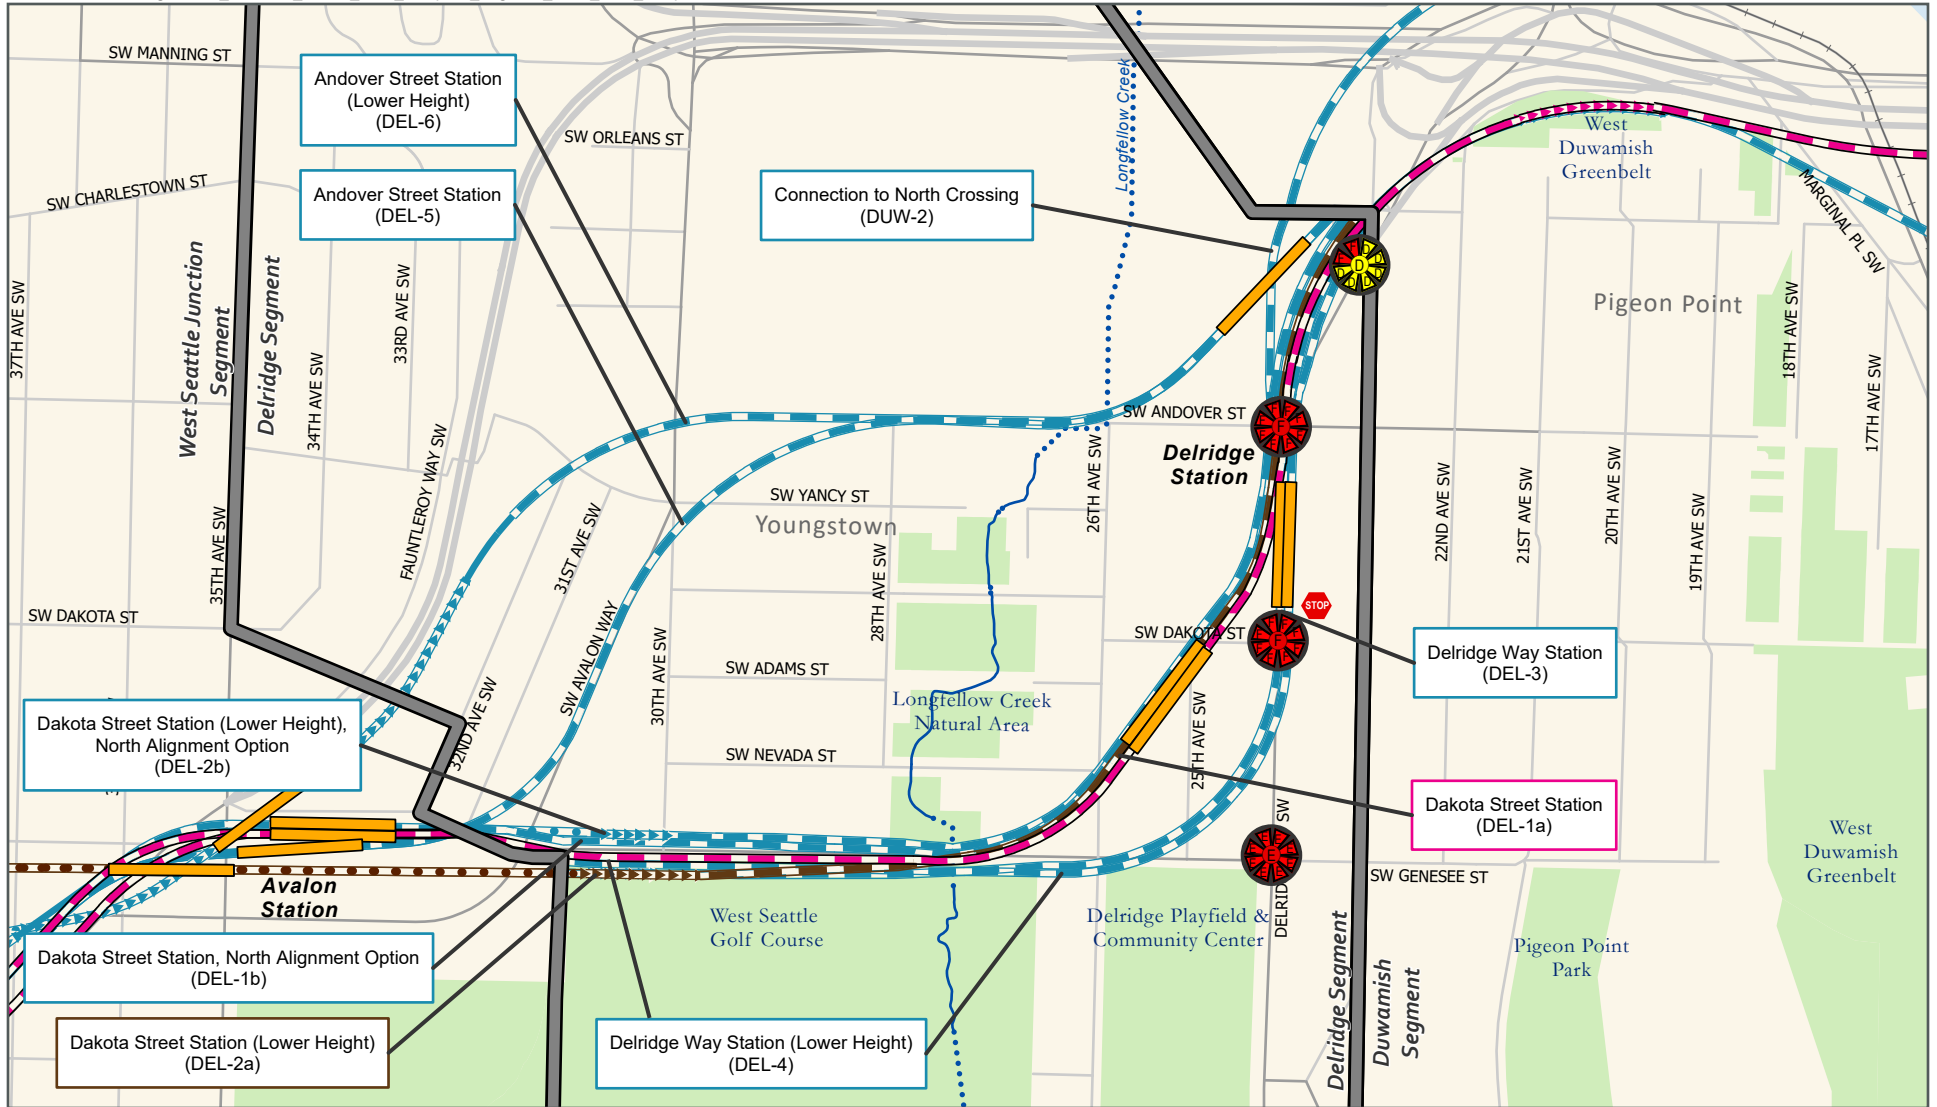 SW MANNING ST
Andover Street Station
(Lower Height)
(DEL-6)
SW ORLEANS ST
Longfellow Creek
West
Duwamish
Greenbelt
SW CHARLESTOWN ST
Andover Street Station
(DEL-5)
Connection to North Crossing
(DUW-2)
MARGINAL PL SW
West Seattle Junction
Segment
Delridge Segment
37TH AVE SW
34TH AVE SW
33RD AVE SW
D
Pigeon Point
18TH AVE SW
17TH AVE SW
SW ANDOVER ST
F
Delridge
Station
FAUNTLEROY WAY SW
35TH AVE SW
SW YANCY ST
Youngstown
31ST AVE SW
28TH AVE SW
26TH AVE SW
22ND AVE SW
21ST AVE SW
20TH AVE SW
19TH AVE SW
SW DAKOTA ST
SW AVALON WAY
30TH AVE SW
STOP
SW DAKOTA ST
F
Delridge Way Station
(DEL-3)
SW ADAMS ST
Longfellow Creek
Natural Area
Dakota Street Station (Lower Height),
North Alignment Option
(DEL-2b)
32ND AVE SW
SW NEVADA ST
25TH AVE SW
Dakota Street Station
(DEL-1a)
West
Duwamish
Greenbelt
E
SW
DELRID
SW GENESEE ST
Avalon
Station
West Seattle
Golf Course
Delridge Playfield &
Community Center
Pigeon Point
Park
Dakota Street Station, North Alignment Option
(DEL-1b)
Delridge Segment
Duwamish
Segment
Dakota Street Station (Lower Height)
(DEL-2a)
Delridge Way Station (Lower Height)
(DEL-4)